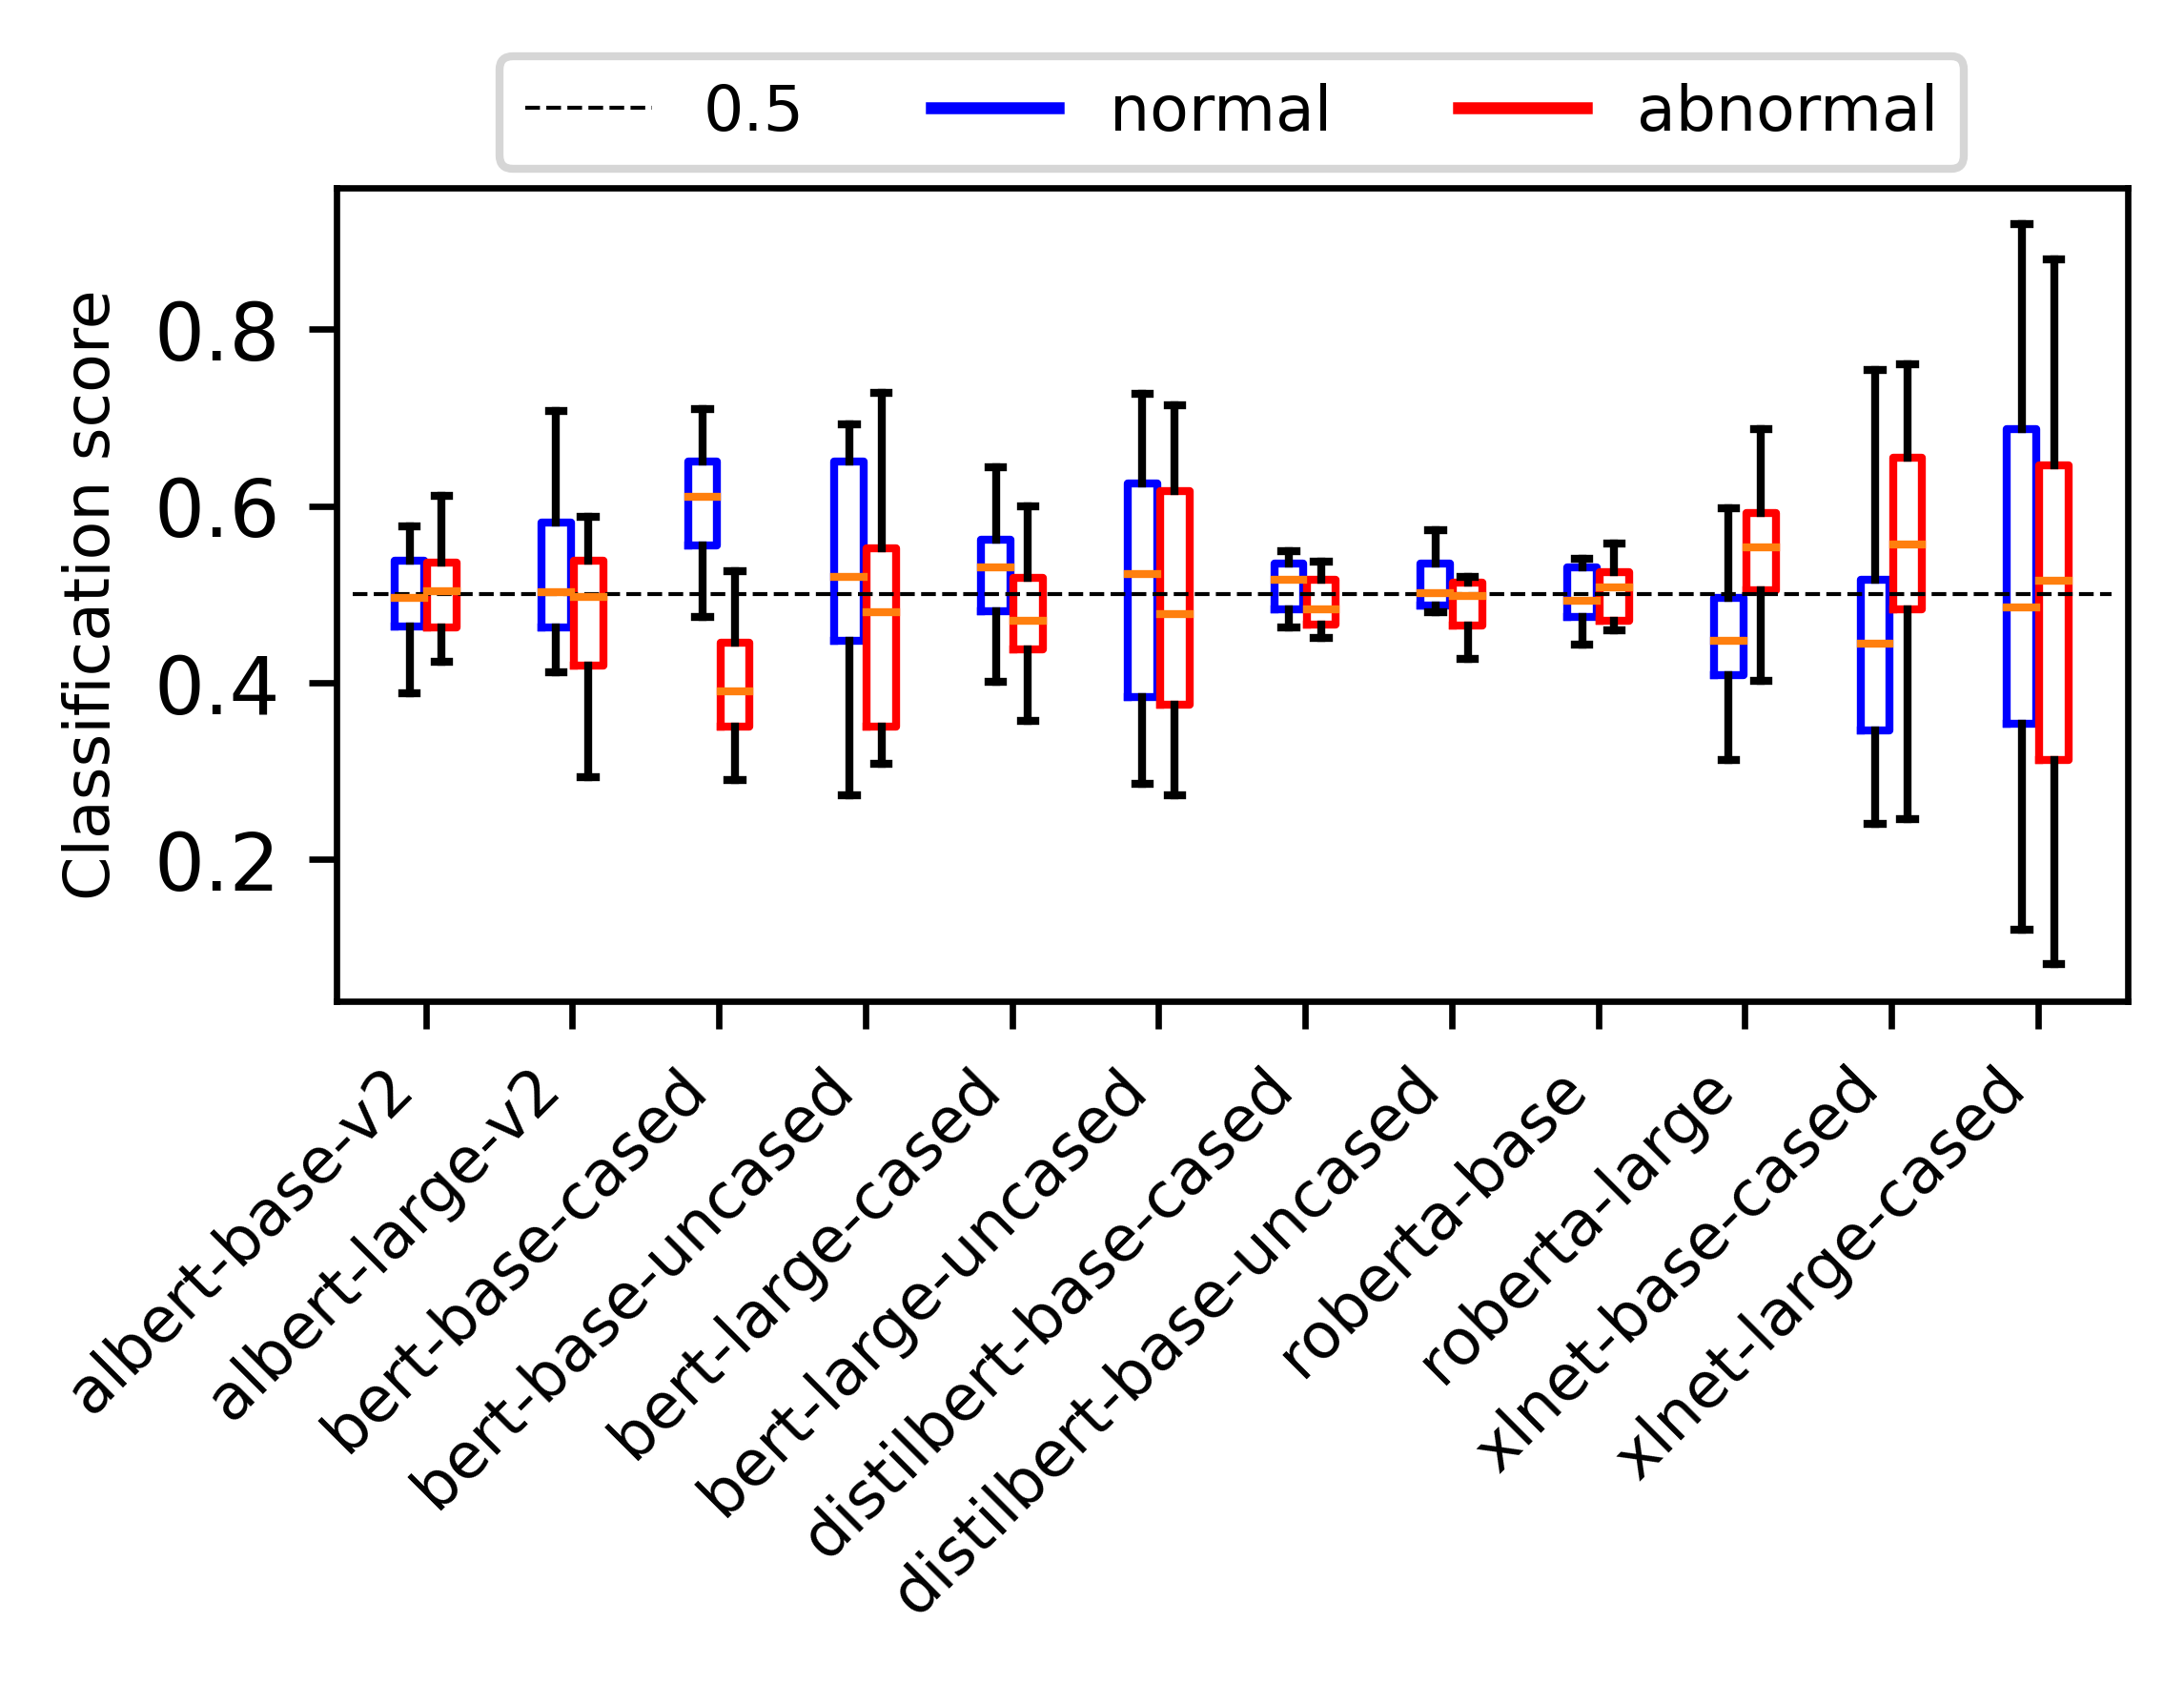 0.5 normal abnormal
Classification score
0.8
0.6
0.4
0.2
albert-base-v2
albert-large-v2
bert-base-cased
bert-base-uncased
bert-large-cased
bert-large-uncased
distilbert-base-cased
distilbert-base-uncased
roberta-base
roberta-large
xlnet-base-cased
xlnet-large-cased